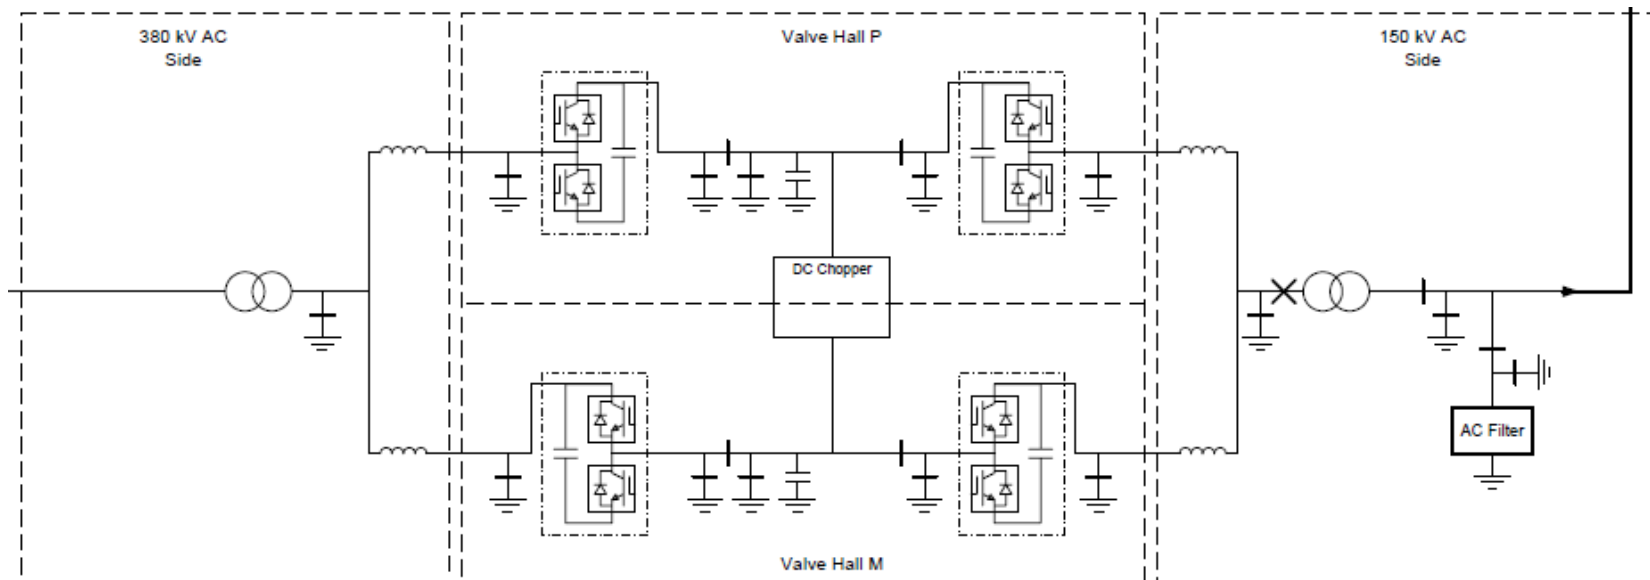 380 kV AC
Side
Valve Hall P
150 kV AC
Side
DC Chopper
AC Filter
Valve Hall M